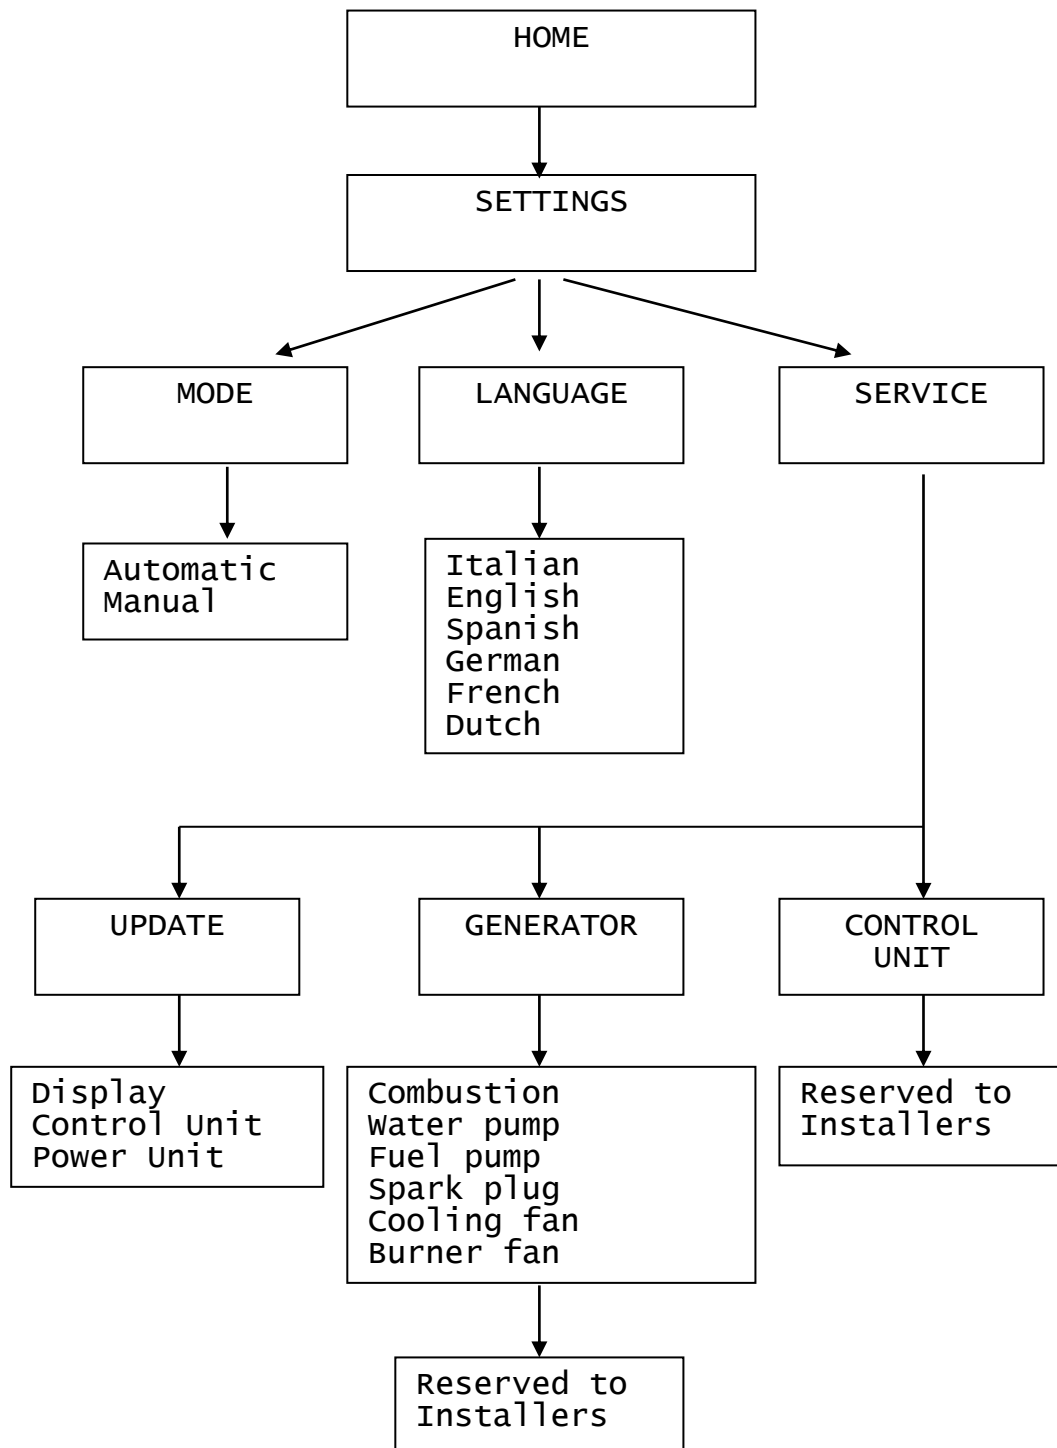 HOME
SETTINGS
MODE
LANGUAGE
SERVICE
Automatic
Manual
Italian
English
Spanish
German
French
Dutch
UPDATE
GENERATOR
CONTROL
UNIT
Display
Control Unit
Power Unit
Combustion
Water pump
Fuel pump
Spark plug
Cooling fan
Burner fan
Reserved to
Installers
Reserved to
Installers